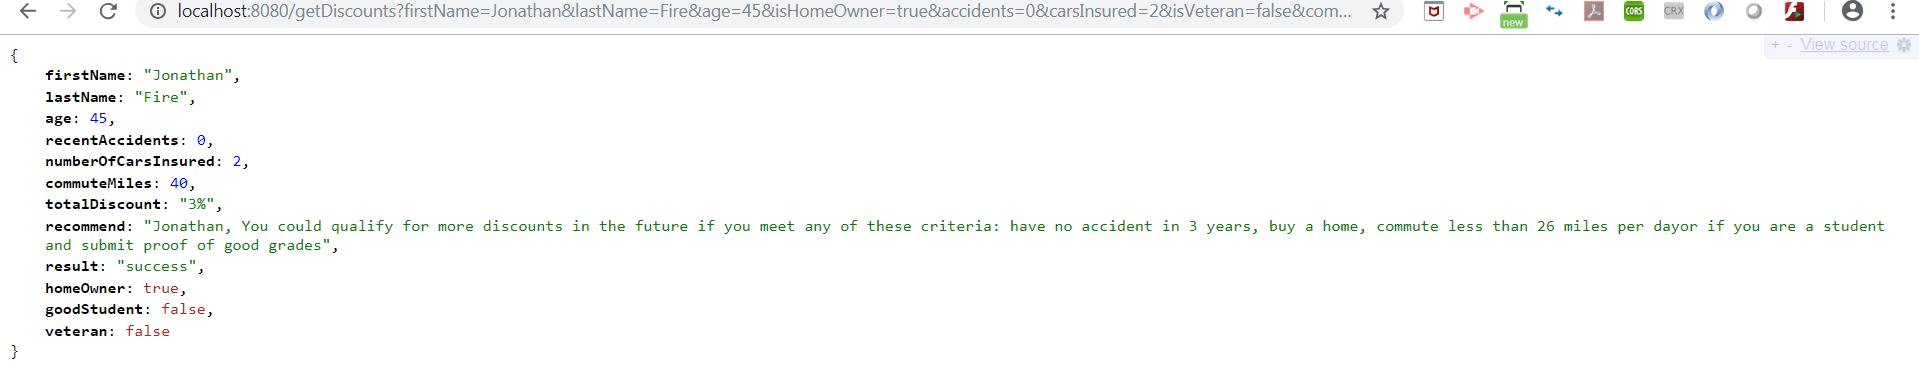 localhost:8080/getDiscounts?firstName=Jonathan&lastName=Fire&age=45&isHomeOwner=true&accidents=0&carsInsured=2&isVeteran=false&com...
new
CORS
CRX
+ - View source
{
firstName: "Jonathan",
lastName: "Fire",
age: 45,
recentAccidents: 0,
numberOfCarsInsured: 2,
commuteMiles: 40,
totalDiscount: "3%",
recommend: "Jonathan, You could qualify for more discounts in the future if you meet any of these criteria: have no accident in 3 years, buy a home, commute less than 26 miles per dayor if you are a student
and submit proof of good grades",
result: "success",
homeOwner: true,
goodStudent: false,
veteran: false
}